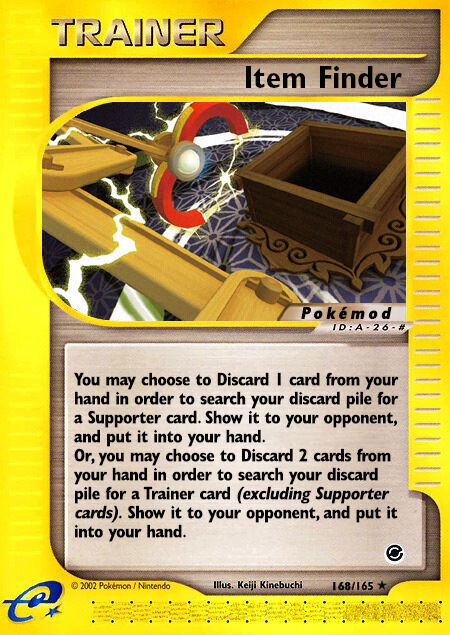 TRAINER
Item Finder
Pokémod
ID:A-26-#
You may choose to Discard 1 card from your
hand in order to search your discard pile for
a Supporter card. Show it to your opponent,
and put it into your hand.
Or, you may choose to Discard 2 cards from
your hand in order to search your discard
pile for a Trainer card (excluding Supporter
cards). Show it to your opponent, and put it
into your hand.
© 2002 Pokémon / Nintendo Illus. Keiji Kinebuchi 168/165 ★
e